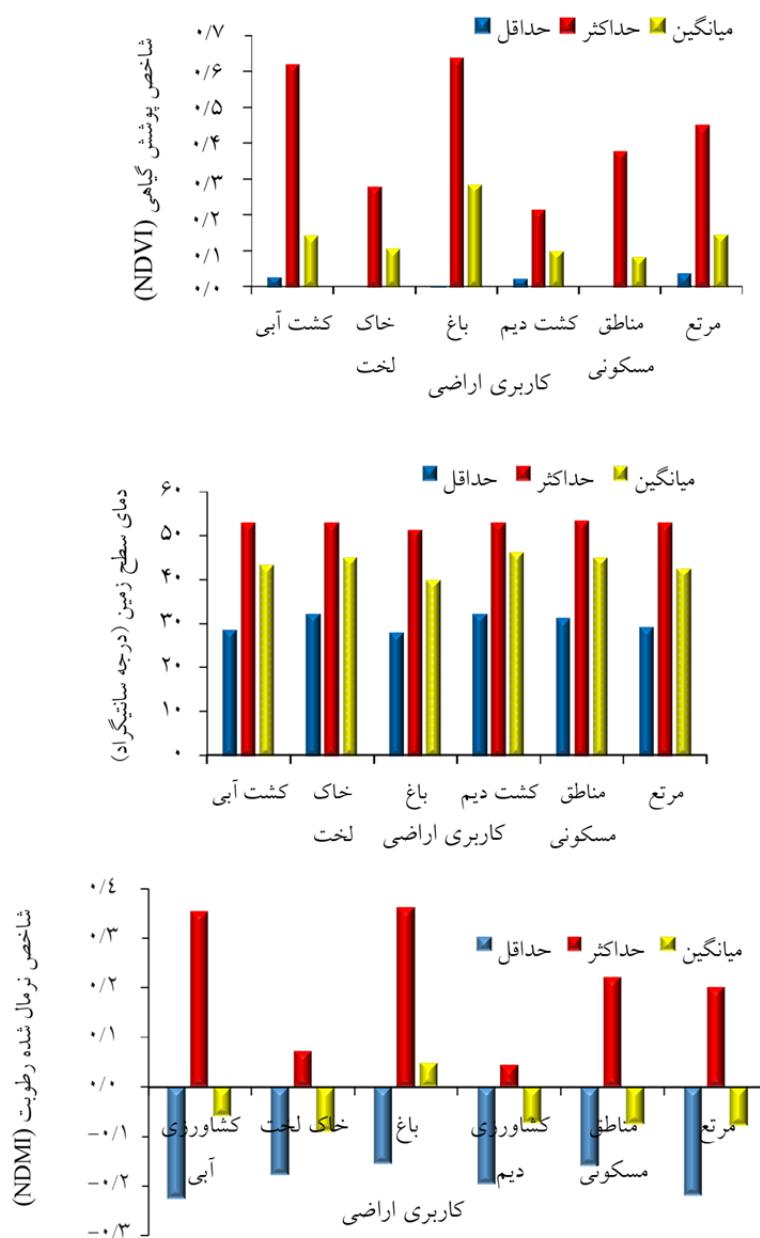 حداقل حداکثر میانگین
شاخص پوشش گیاهی (NDVI)
۰/۷
۰/۶
۰/۵
۰/۴
۰/۳
۰/۲
۰/۱
۰/۰
کشت آبی
خاک لخت
باغ
کشت دیم
مناطق مسکونی
مرتع
کاربری اراضی
حداقل حداکثر میانگین
دمای سطح زمین (درجه سانتیگراد)
۶۰
۵۰
۴۰
۳۰
۲۰
۱۰
۰
کشت آبی
خاک لخت
باغ
کشت دیم
مناطق مسکونی
مرتع
کاربری اراضی
حداقل حداکثر میانگین
شاخص نرمال شده رطوبت (NDMI)
۰/٤
۰/۳
۰/۲
۰/۱
۰/۰
-۰/۱
-۰/۲
-۰/۳
کشاورزی آبی
خاک لخت
باغ
کشاورزی دیم
مناطق مسکونی
مرتع
کاربری اراضی